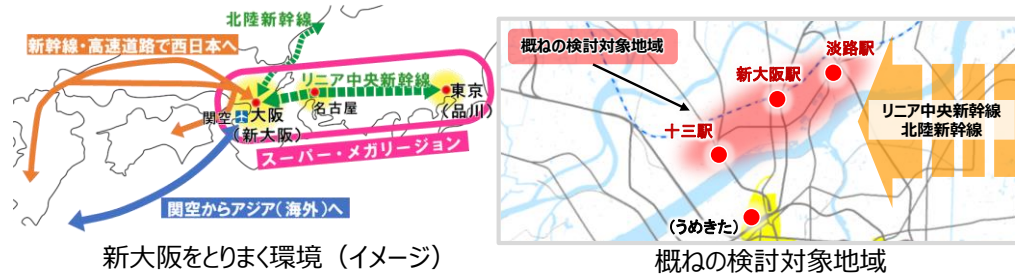 北陸新幹線
新幹線・高速道路で西日本へ
リニア中央新幹線
関空
大阪
(新大阪)
名古屋
東京
(品川)
スーパー・メガリージョン
関空からアジア(海外)へ
新大阪をとりまく環境(イメージ)
概ねの検討対象地域
淡路駅
新大阪駅
十三駅
リニア中央新幹線
北陸新幹線
(うめきた)
概ねの検討対象地域